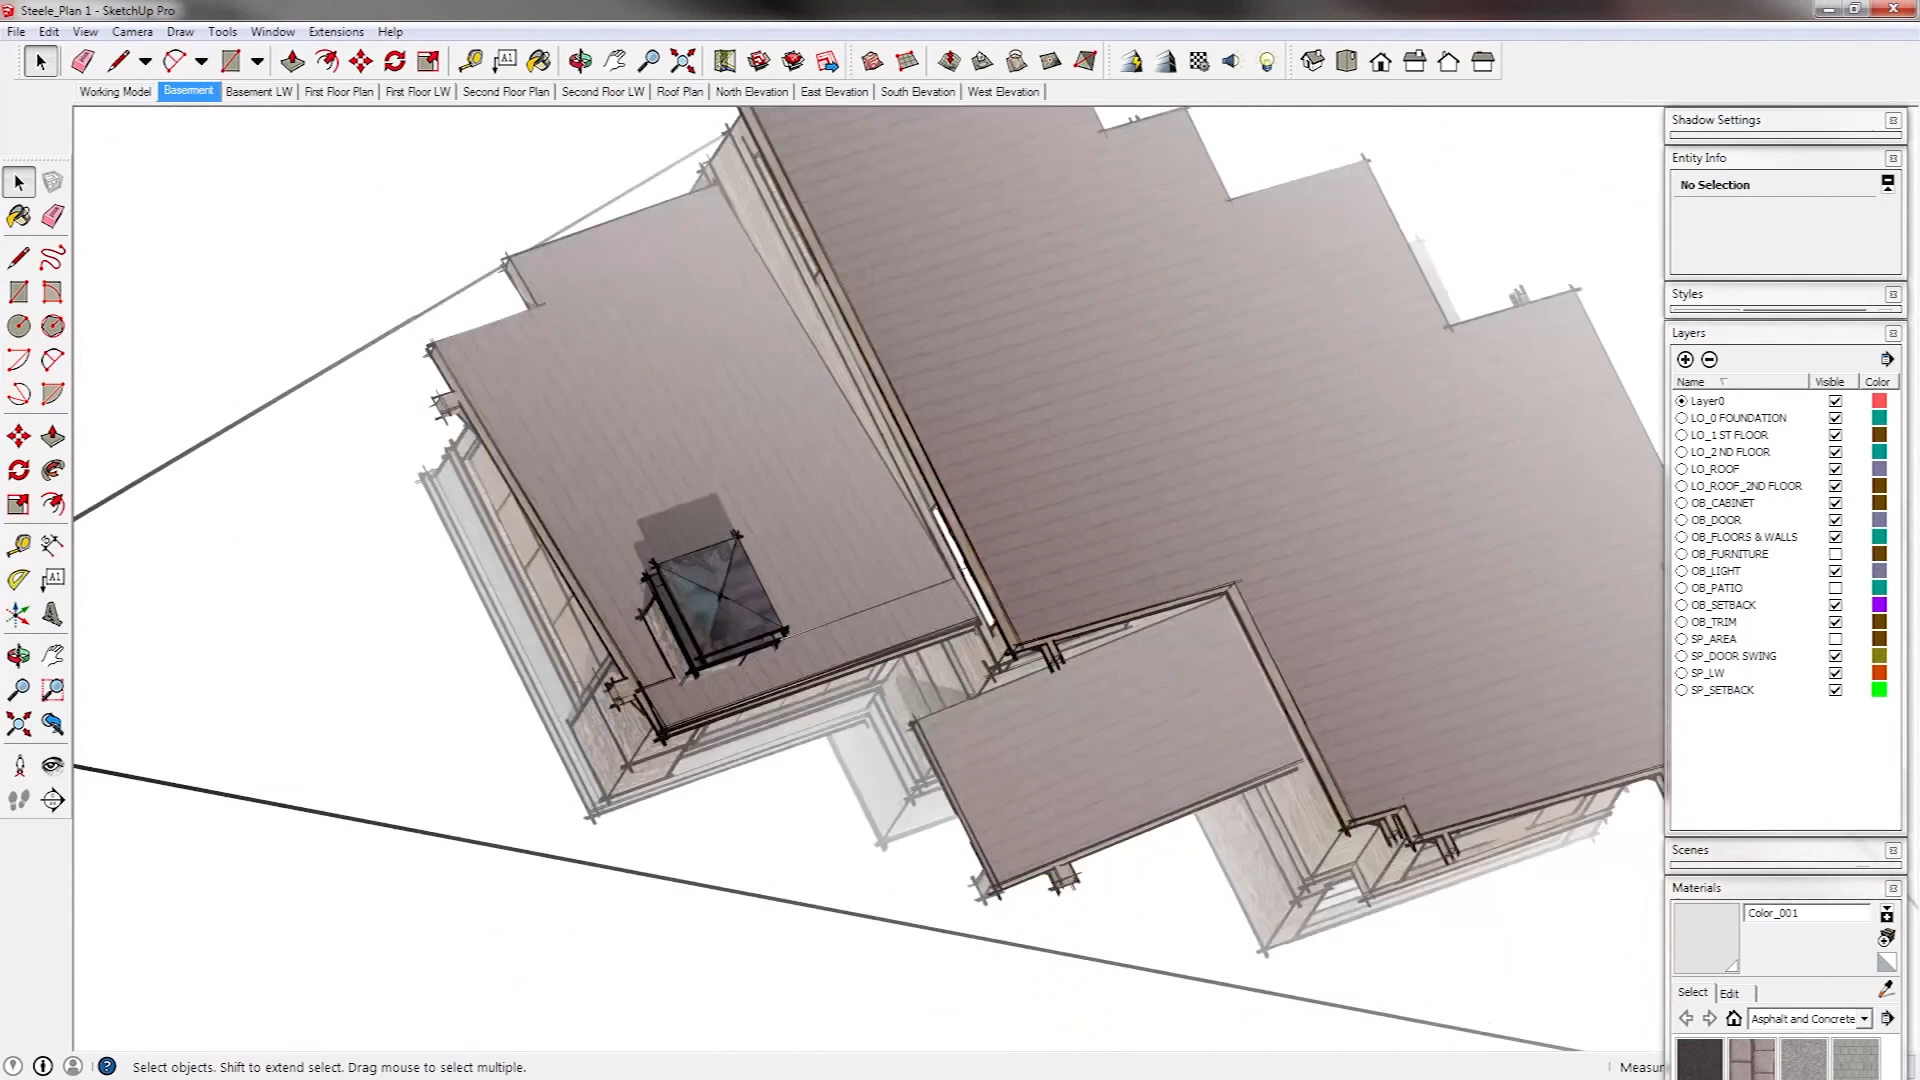 Steele_Plan 1 - SketchUp Pro
File Edit View Camera Draw Tools Window Extensions Help
A1
Working Model Basement Basement LW First Floor Plan First Floor LW Second Floor Plan Second Floor LW Roof Plan North Elevation East Elevation South Elevation West Elevation
Shadow Settings
Entity Info
No Selection
Styles
Layers
Name Visible Color
Layer0
LO_0 FOUNDATION
LO_1 ST FLOOR
LO_2 ND FLOOR
LO_ROOF
LO_ROOF_2ND FLOOR
OB_CABINET
OB_DOOR
OB_FLOORS & WALLS
OB_FURNITURE
OB_LIGHT
OB_PATIO
OB_SETBACK
OB_TRIM
SP_AREA
SP_DOOR SWING
SP_LW
SP_SETBACK
A1
Scenes
Materials
Color_001
Select Edit
Asphalt and Concrete
Select objects. Shift to extend select. Drag mouse to select multiple.
Measur